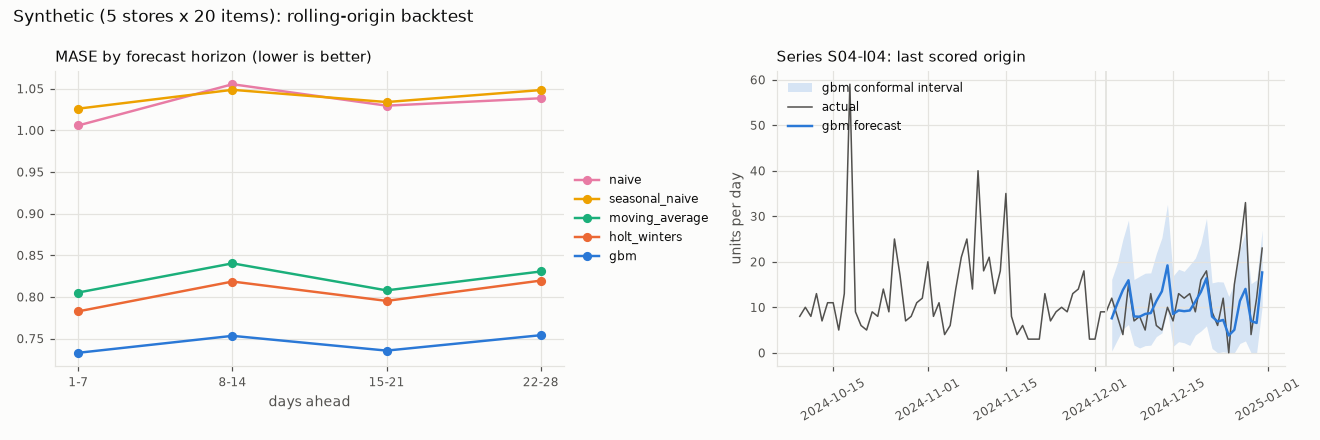 Synthetic (5 stores x 20 items): rolling-origin backtest
MASE by forecast horizon (lower is better)
1.05
1.00
0.95
0.90
0.85
0.80
0.75
1-7
8-14
15-21
22-28
days ahead
naive
seasonal_naive
moving_average
holt_winters
gbm
Series S04-I04: last scored origin
gbm conformal interval
actual
gbm forecast
units per day
60
50
40
30
20
10
0
2024-10-15
2024-11-01
2024-11-15
2024-12-01
2024-12-15
2025-01-01